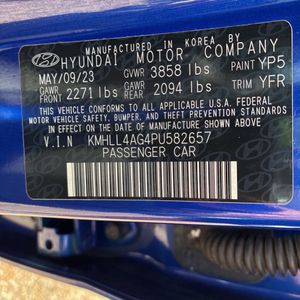 MANUFACTURED IN KOREA BY
HYUNDAI MOTOR COMPANY
MAY/09/23 GVWR 3858 lbs PAINT YP5
GAWR FRONT 2271 lbs GAWR REAR 2094 lbs TRIM YFR
THIS VEHICLE CONFORMS TO ALL APPLICABLE U.S. FEDERAL MOTOR
VEHICLE SAFETY, BUMPER, AND THEFT PREVENTION STANDARDS IN
EFFECT ON THE DATE OF MANUFACTURE SHOWN ABOVE.
V.I.N KMHLL4AG4PU582657
PASSENGER CAR